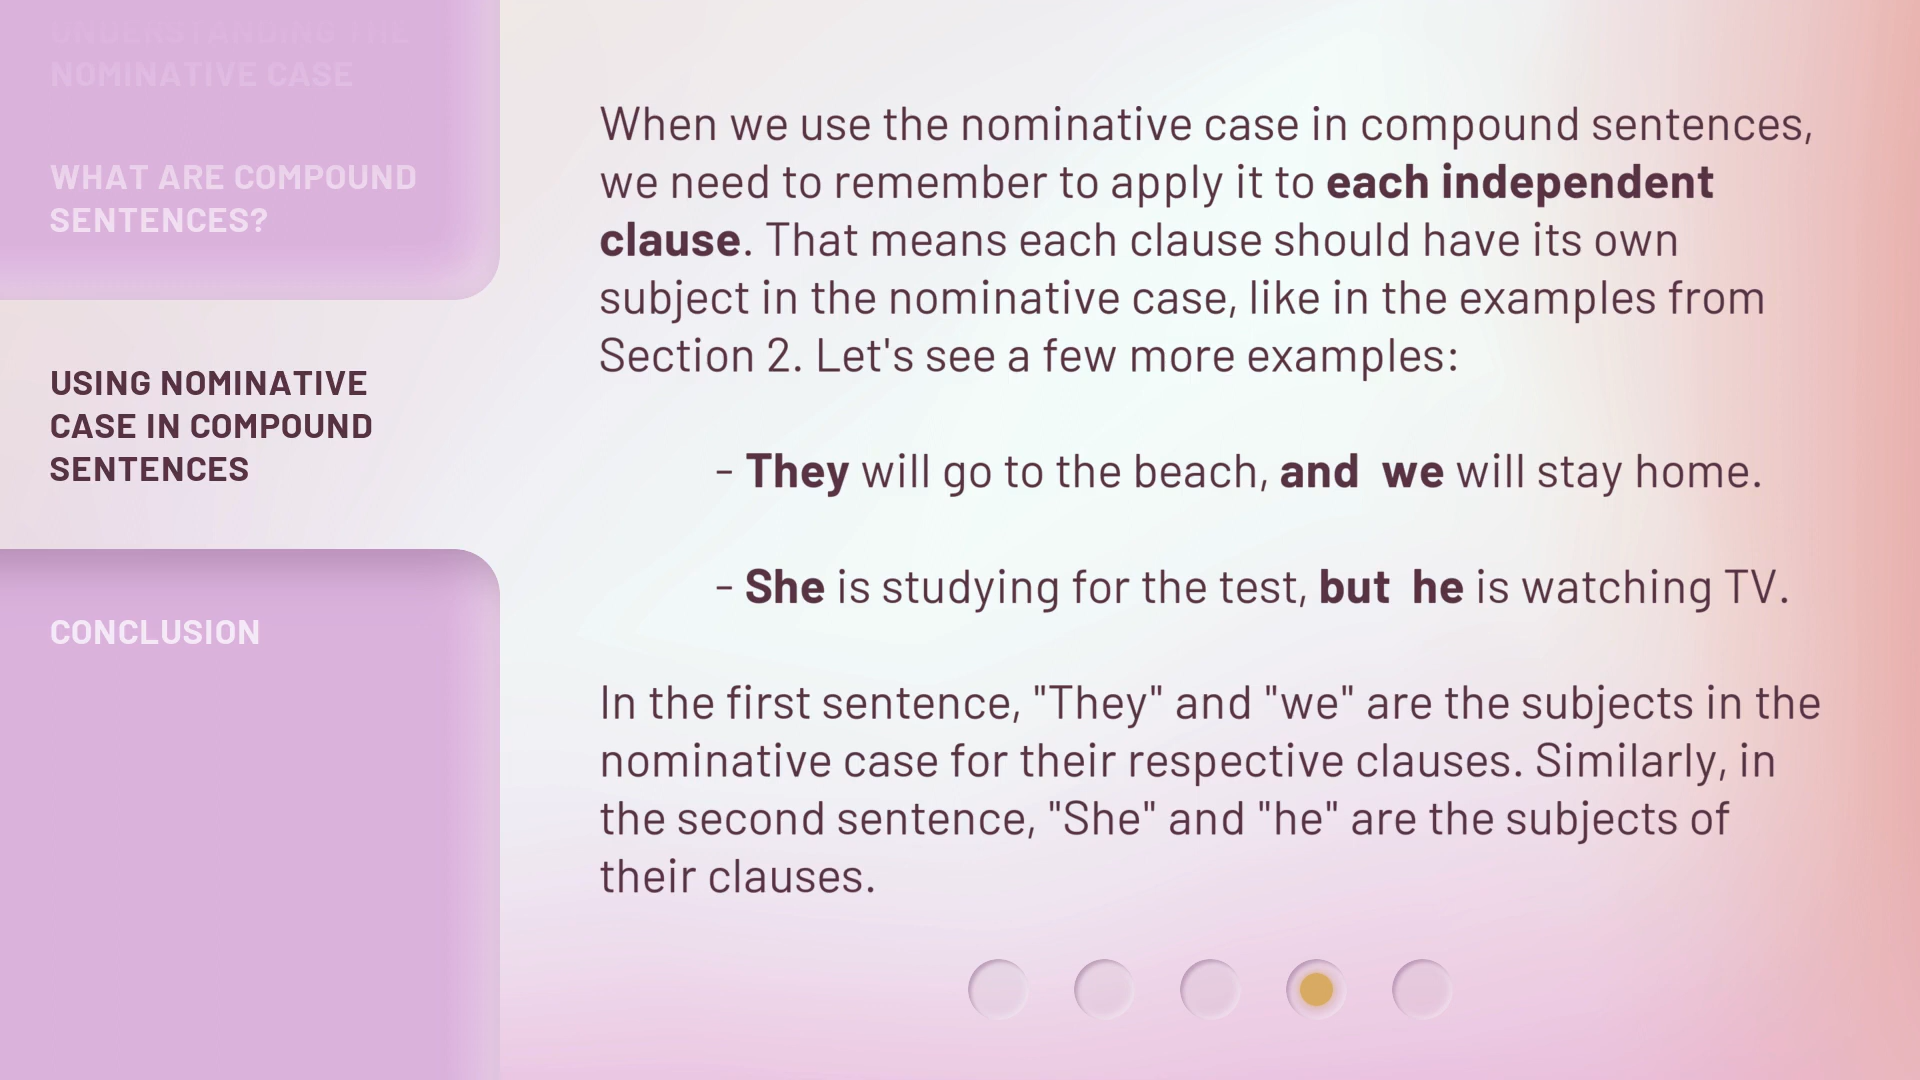 UNDERSTANDING THE
NOMINATIVE CASE
WHAT ARE COMPOUND
SENTENCES?
USING NOMINATIVE
CASE IN COMPOUND
SENTENCES
CONCLUSION
When we use the nominative case in compound sentences,
we need to remember to apply it to each independent
clause. That means each clause should have its own
subject in the nominative case, like in the examples from
Section 2. Let's see a few more examples:
- They will go to the beach, and  we will stay home.
- She is studying for the test, but  he is watching TV.
In the first sentence, "They" and "we" are the subjects in the
nominative case for their respective clauses. Similarly, in
the second sentence, "She" and "he" are the subjects of
their clauses.